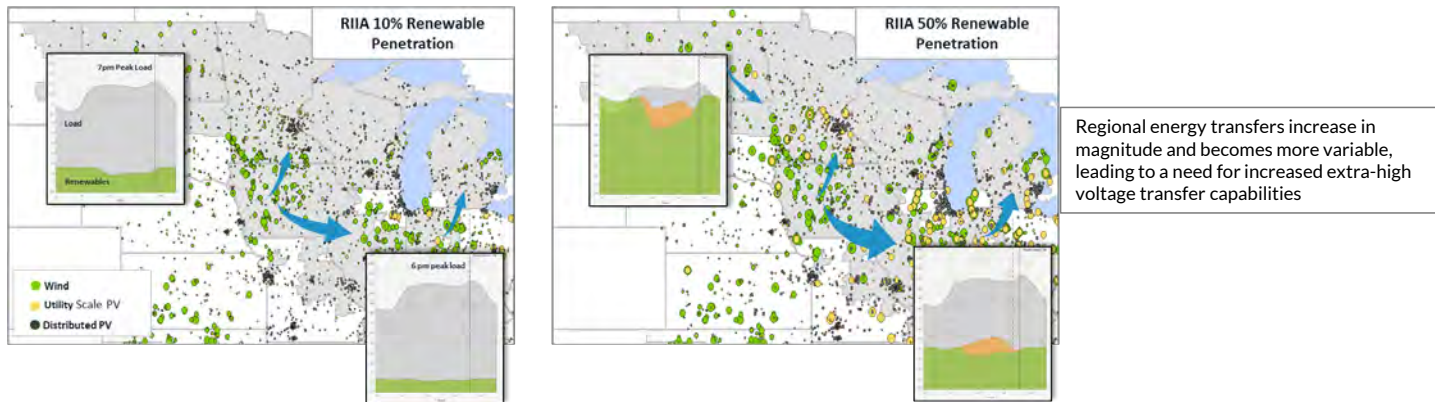 RIIA 10% Renewable
Penetration
7pm Peak Load
Load
Renewables
Wind
Utility Scale PV
Distributed PV
6 pm peak load
RIIA 50% Renewable
Penetration
Regional energy transfers increase in
magnitude and becomes more variable,
leading to a need for increased extra-high
voltage transfer capabilities